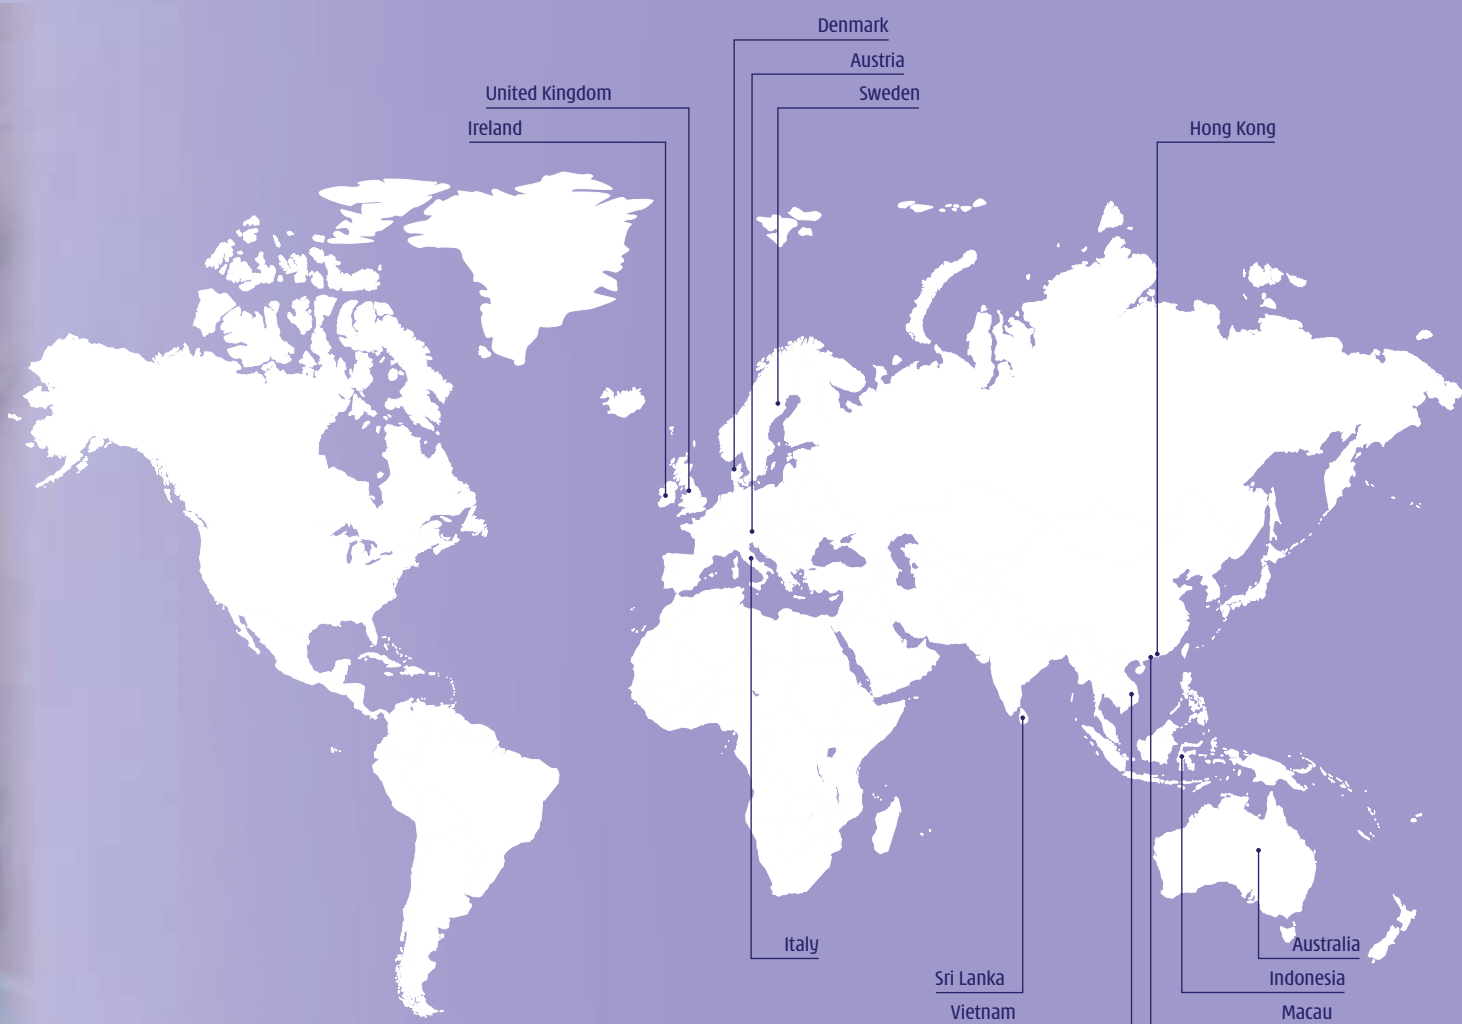 Denmark
Austria
United Kingdom
Sweden
Ireland
Hong Kong
Italy
Australia
Sri Lanka
Indonesia
Vietnam
Macau